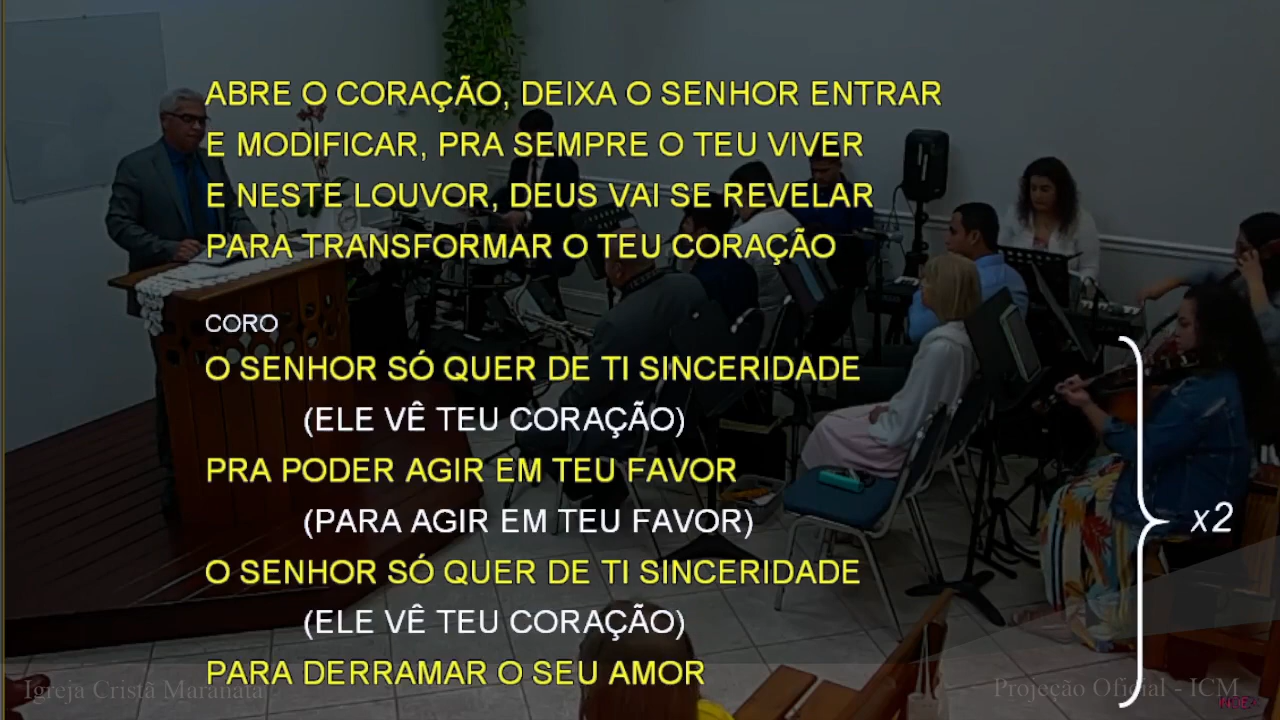 ABRE O CORAÇÃO, DEIXA O SENHOR ENTRAR
E MODIFICAR, PRA SEMPRE O TEU VIVER
E NESTE LOUVOR, DEUS VAI SE REVELAR
PARA TRANSFORMAR O TEU CORAÇÃO
CORO
O SENHOR SÓ QUER DE TI SINCERIDADE
(ELE VÊ TEU CORAÇÃO)
PRA PODER AGIR EM TEU FAVOR
(PARA AGIR EM TEU FAVOR)
O SENHOR SÓ QUER DE TI SINCERIDADE
(ELE VÊ TEU CORAÇÃO)
PARA DERRAMAR O SEU AMOR
x2
Igreja Cristã Maranata
Projeção Oficial - ICM